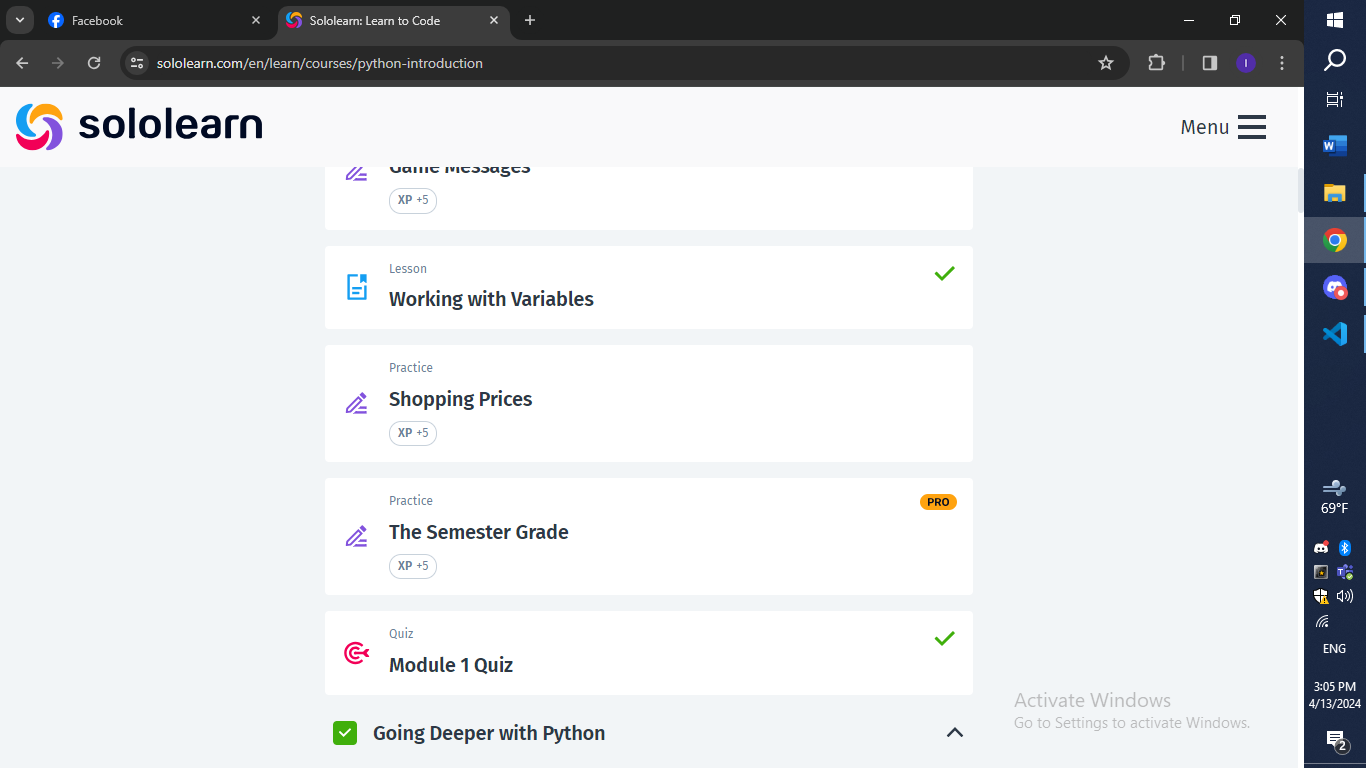 Facebook
Sololearn: Learn to Code
sololearn.com/en/learn/courses/python-introduction
I
sololearn
Menu
Game Messages
XP +5
Lesson
Working with Variables
Practice
Shopping Prices
XP +5
Practice
PRO
The Semester Grade
XP +5
Quiz
Module 1 Quiz
Going Deeper with Python
Activate Windows
Go to Settings to activate Windows.
W
69°F
T
ENG
3:05 PM
4/13/2024
2